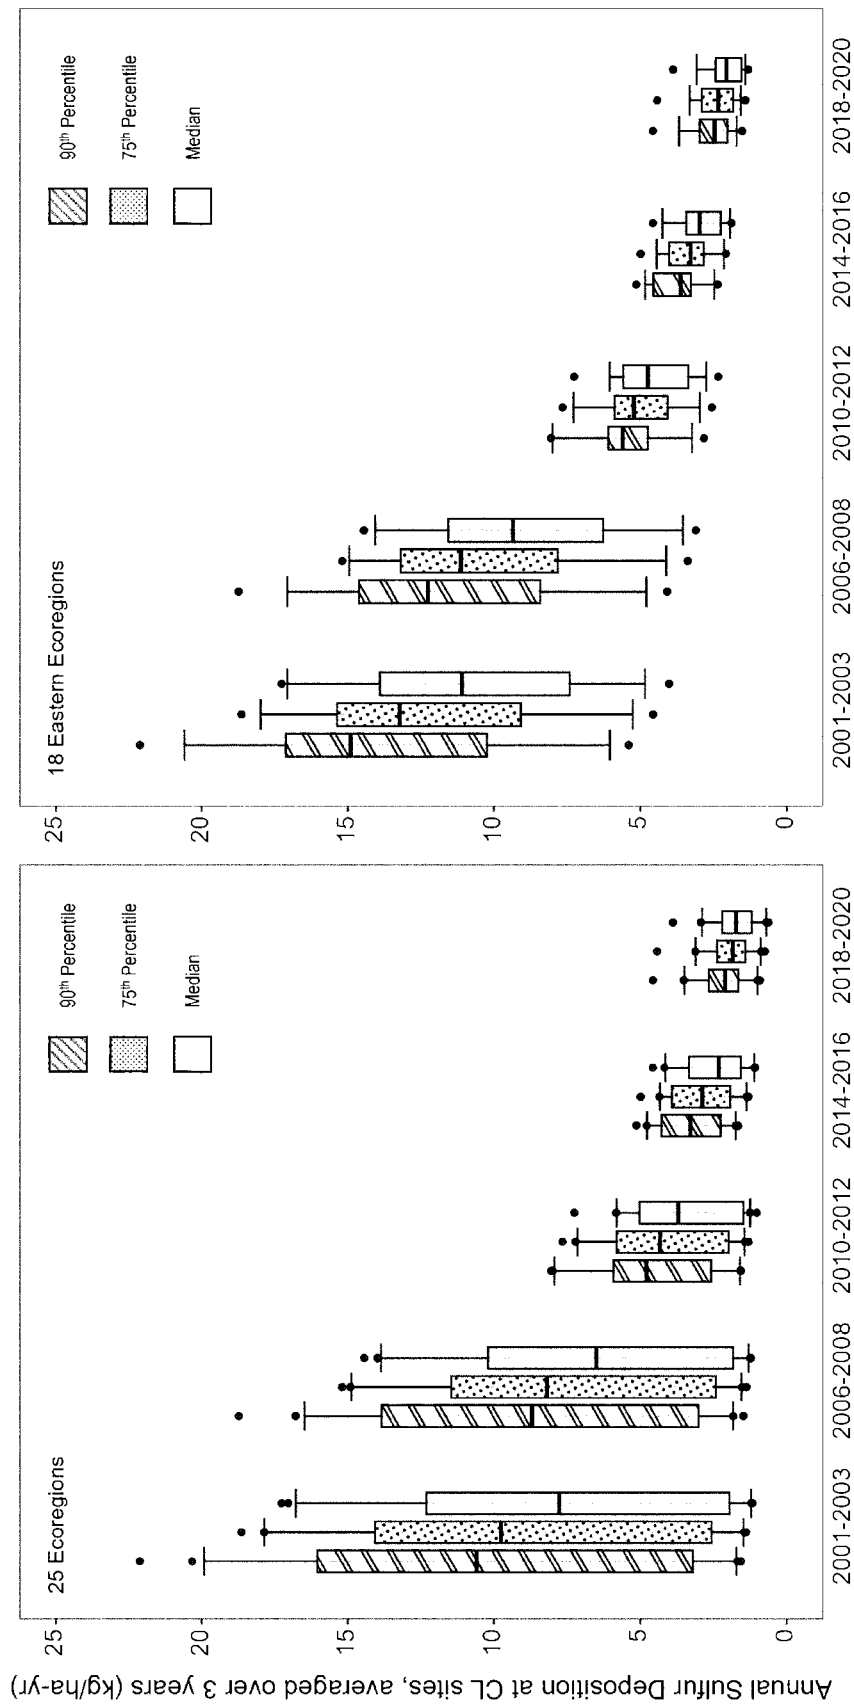 Annual Sulfur Deposition at CL sites, averaged over 3 years (kg/ha-yr)
25 Ecoregions
90th Percentile
75th Percentile
Median
25
20
15
10
5
0
2001-2003
2006-2008
2010-2012
2014-2016
2018-2020
18 Eastern Ecoregions
90th Percentile
75th Percentile
Median
25
20
15
10
5
0
2001-2003
2006-2008
2010-2012
2014-2016
2018-2020